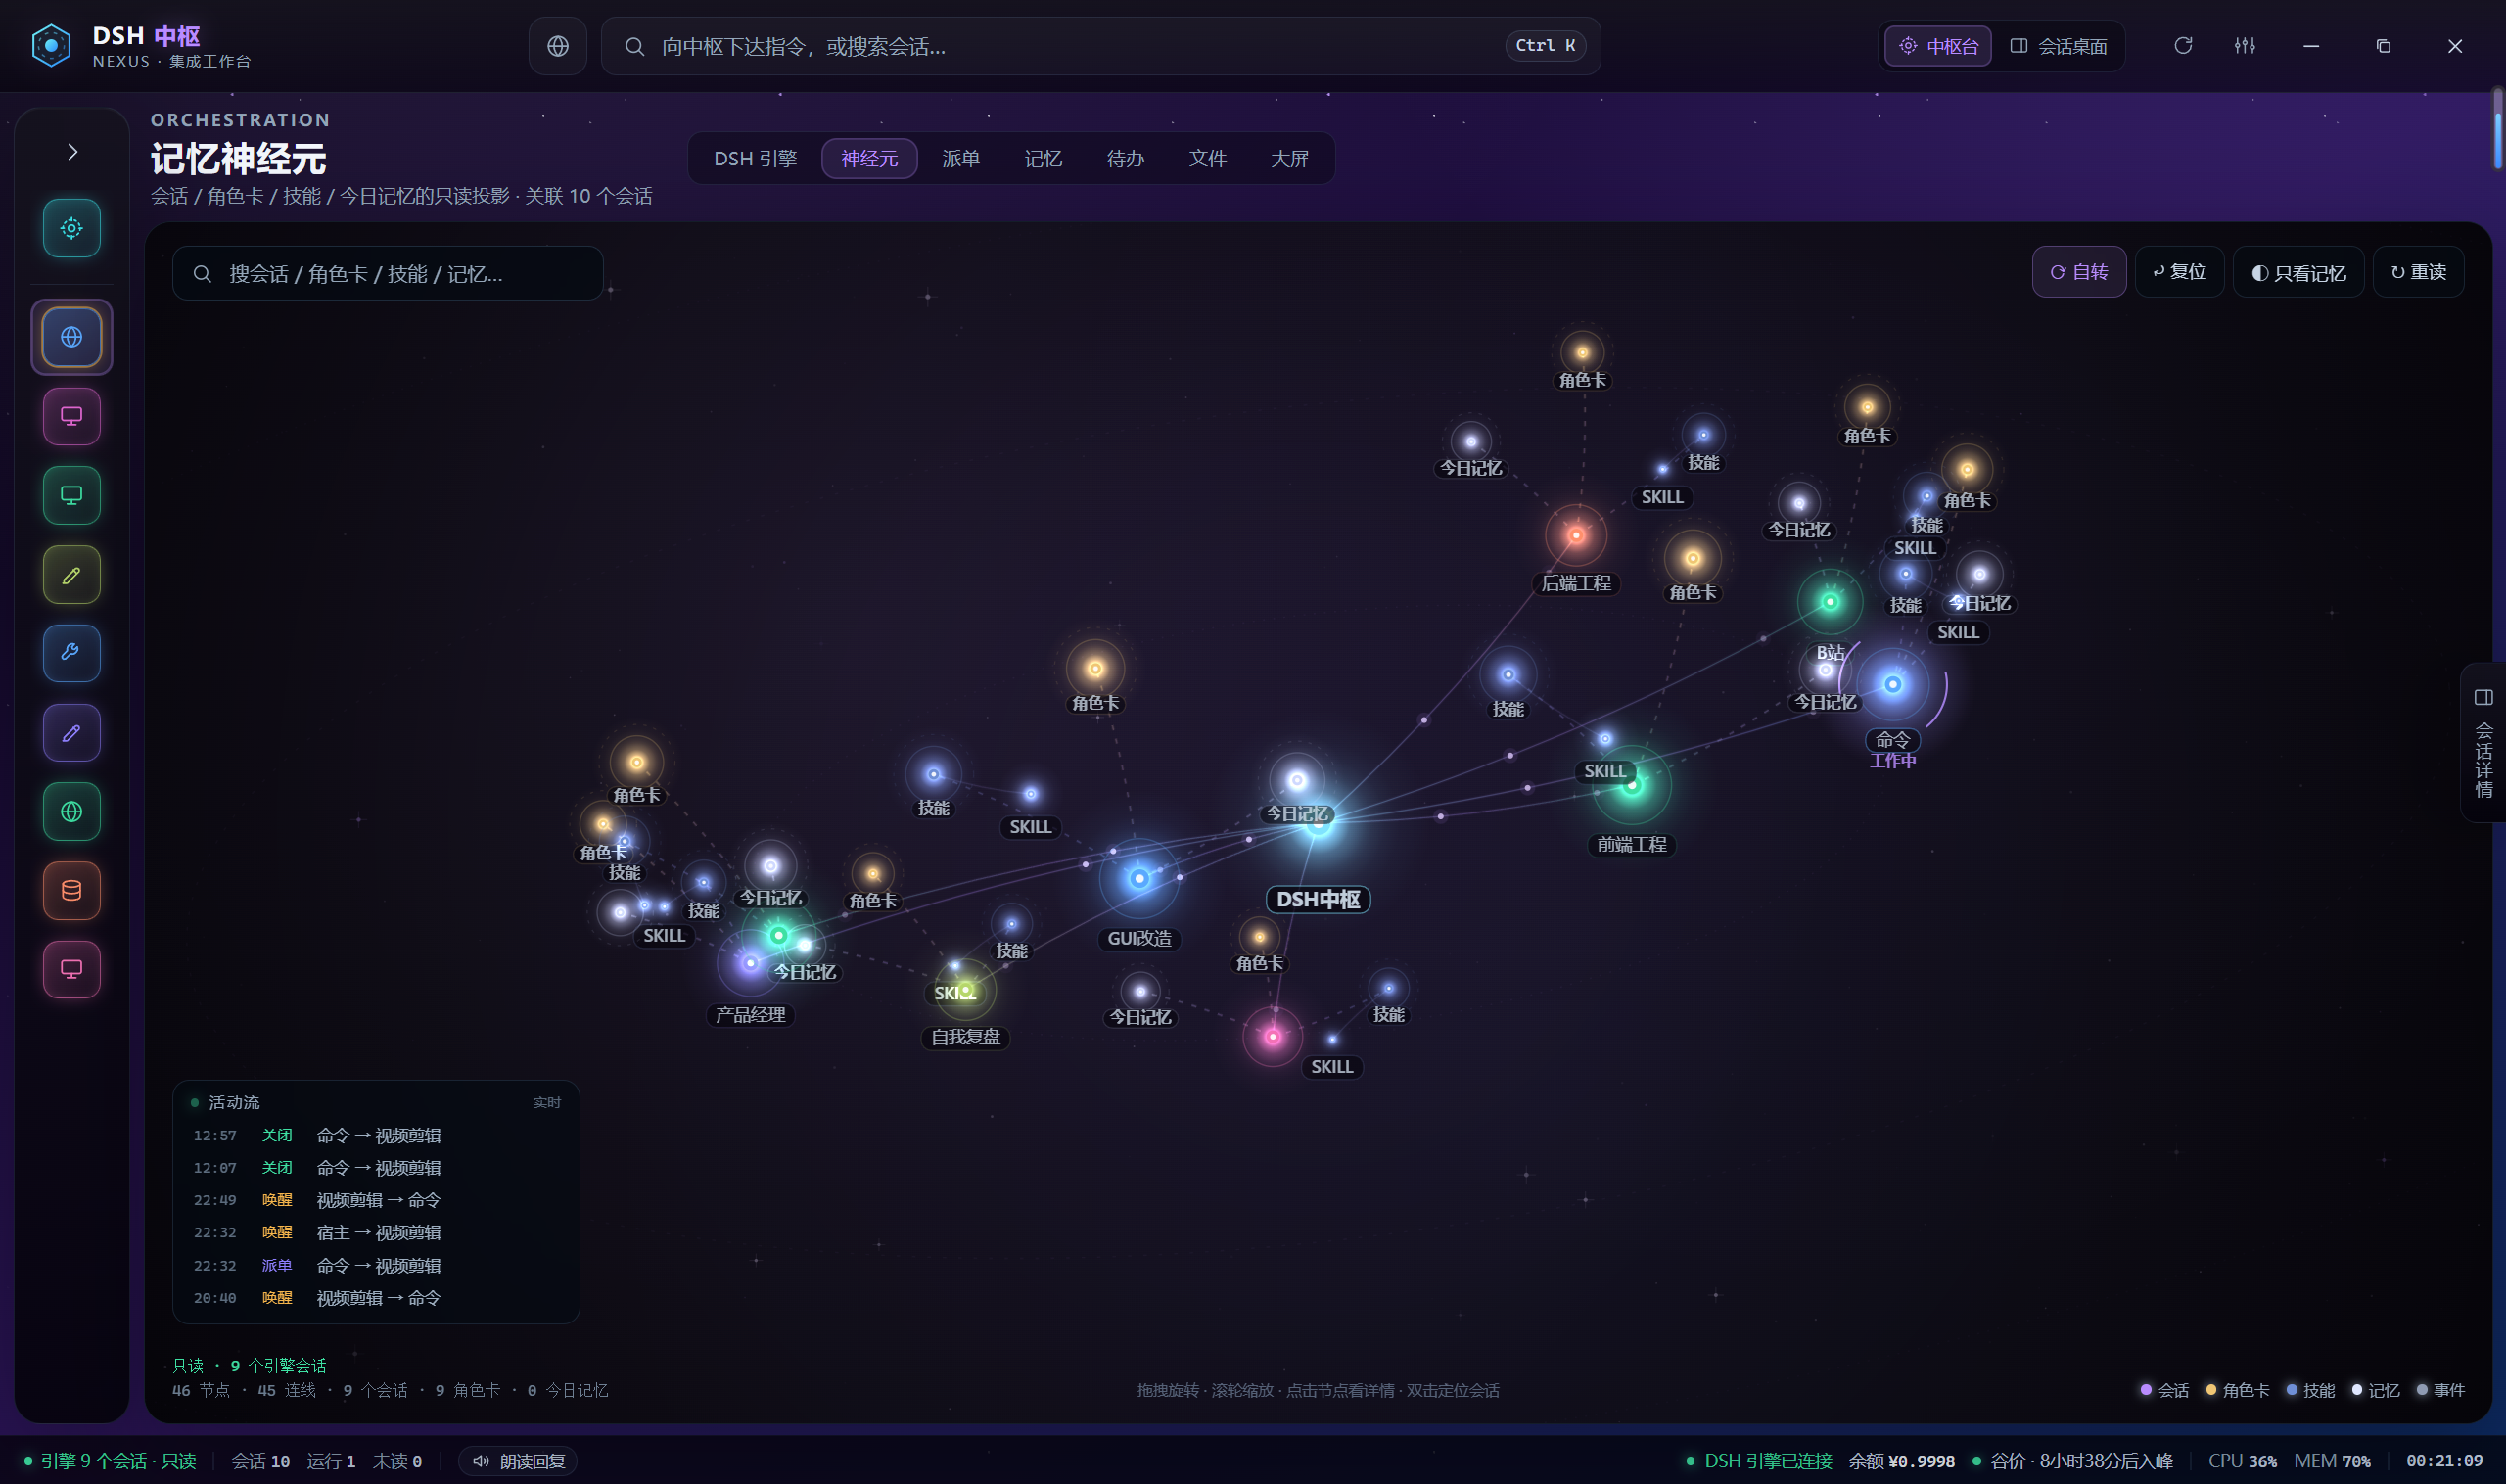 DSH 中枢
NEXUS · 集成工作台
向中枢下达指令，或搜索会话...
Ctrl K
中枢台
会话桌面
ORCHESTRATION
记忆神经元
会话 / 角色卡 / 技能 / 今日记忆的只读投影 · 关联 10 个会话
DSH 引擎
神经元
派单
记忆
待办
文件
大屏
搜会话 / 角色卡 / 技能 / 记忆...
自转
复位
只看记忆
重读
角色卡
角色卡
今日记忆
技能
SKILL
角色卡
今日记忆
技能
SKILL
后端工程
角色卡
技能
今日记忆
SKILL
B站
今日记忆
角色卡
技能
命令
工作中
SKILL
角色卡
技能
今日记忆
SKILL
前端工程
角色卡
技能
技能
今日记忆
角色卡
DSH中枢
SKILL
GUI改造
技能
角色卡
今日记忆
SKILL
产品经理
今日记忆
技能
自我复盘
SKILL
会话详情
活动流
实时
12:57 关闭 命令 → 视频剪辑
12:07 关闭 命令 → 视频剪辑
22:49 唤醒 视频剪辑 → 命令
22:32 唤醒 宿主 → 视频剪辑
22:32 派单 命令 → 视频剪辑
20:40 唤醒 视频剪辑 → 命令
只读 · 9 个引擎会话
46 节点 · 45 连线 · 9 个会话 · 9 角色卡 · 0 今日记忆
拖拽旋转 · 滚轮缩放 · 点击节点看详情 · 双击定位会话
会话
角色卡
技能
记忆
事件
引擎 9 个会话 · 只读
会话 10 运行 1 未读 0
朗读回复
DSH 引擎已连接
余额 ¥0.9998
谷价 · 8小时38分后入峰
CPU 36% MEM 70%
00:21:09